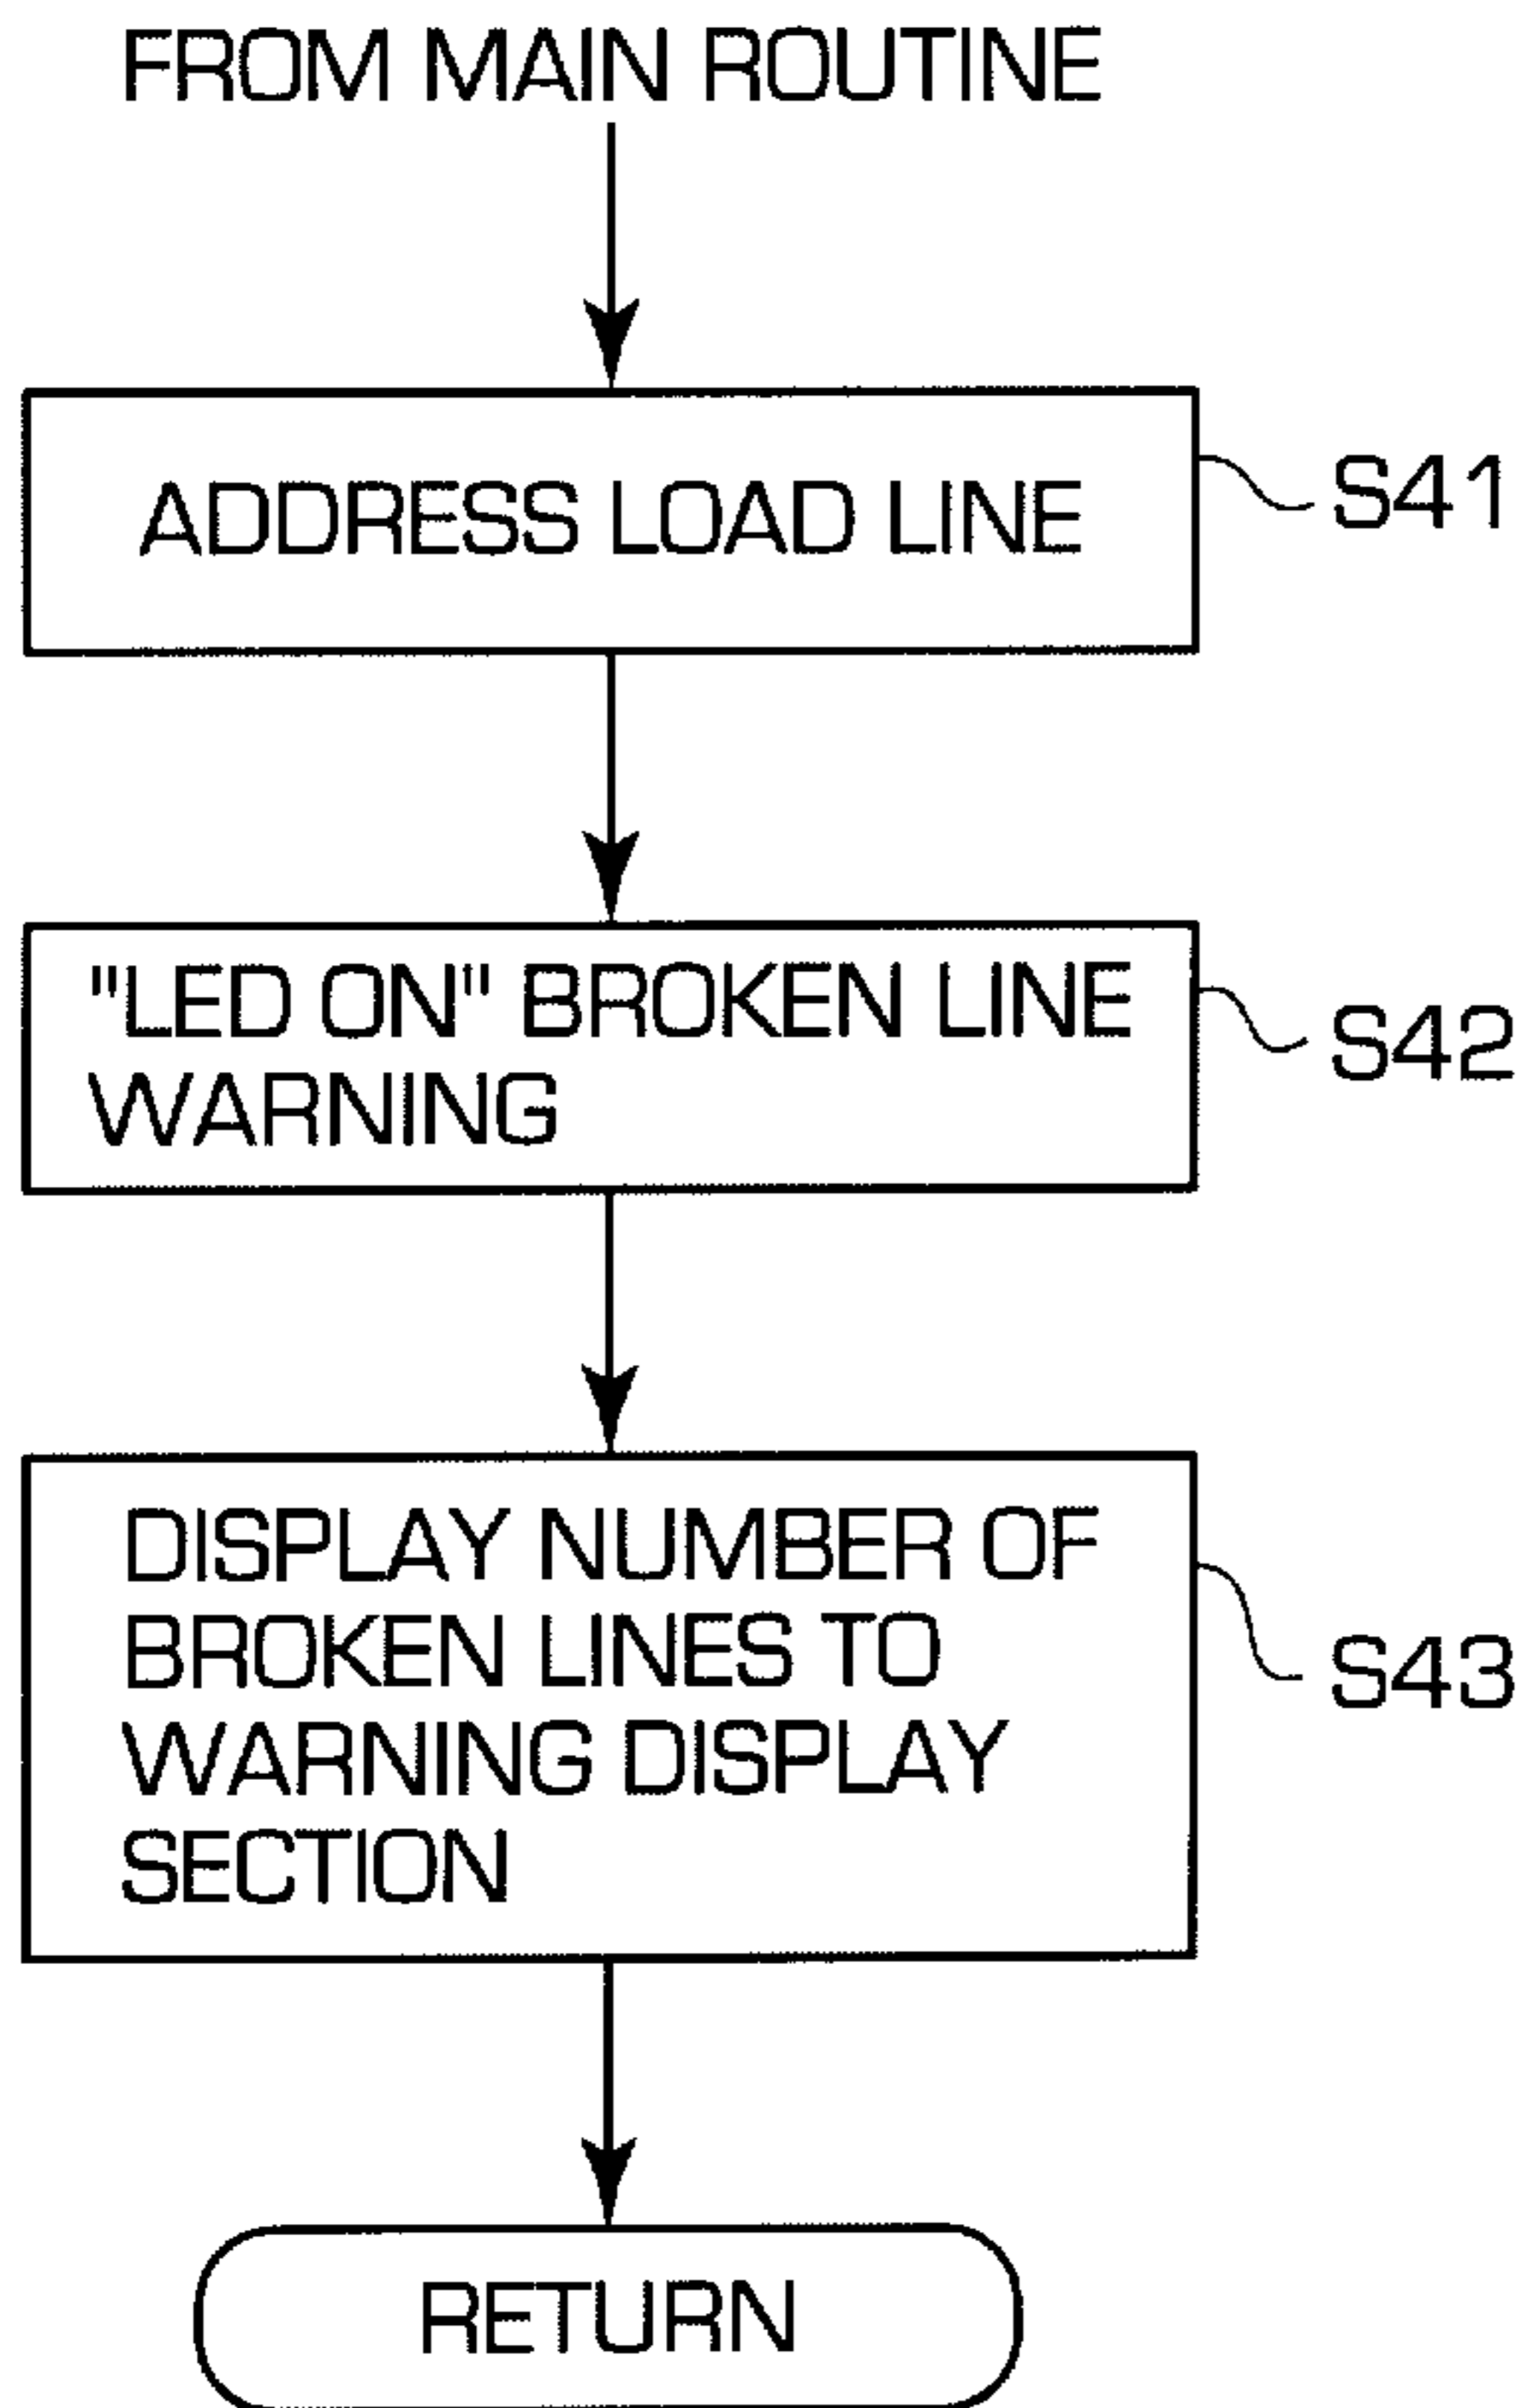 FROM MAIN ROUTINE
ADDRESS LOAD LINE
S41
"LED ON" BROKEN LINE
WARNING
S42
DISPLAY NUMBER OF
BROKEN LINES TO
WARNING DISPLAY
SECTION
S43
RETURN